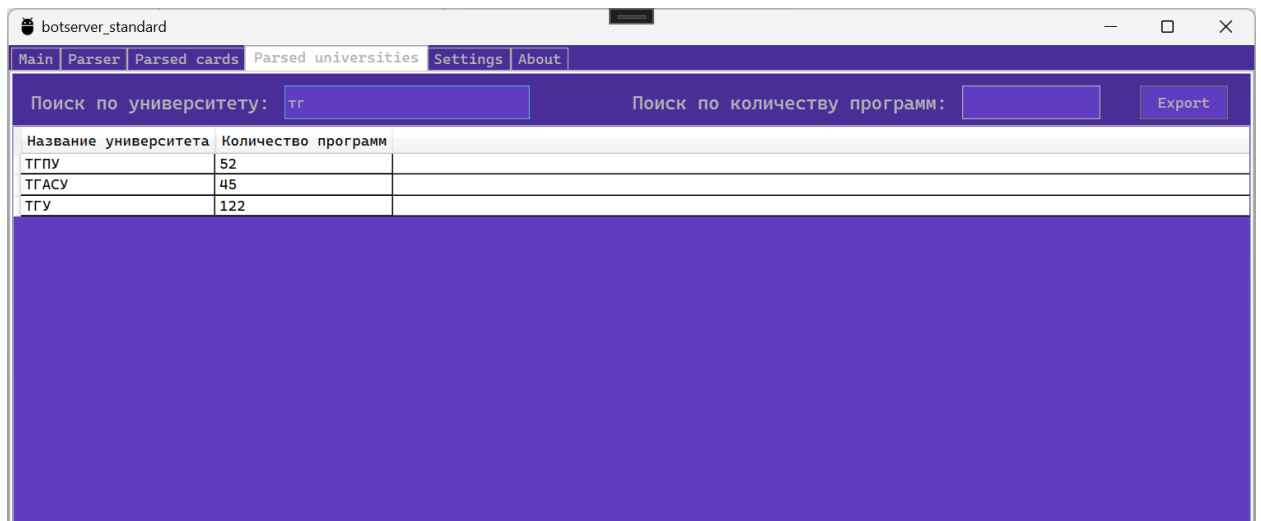 botserver_standard
Main Parser Parsed cards Parsed universities Settings About
Поиск по университету: тг Поиск по количеству программ: Export
Название университета Количество программ
ТГПУ 52
ТГАСУ 45
ТГУ 122